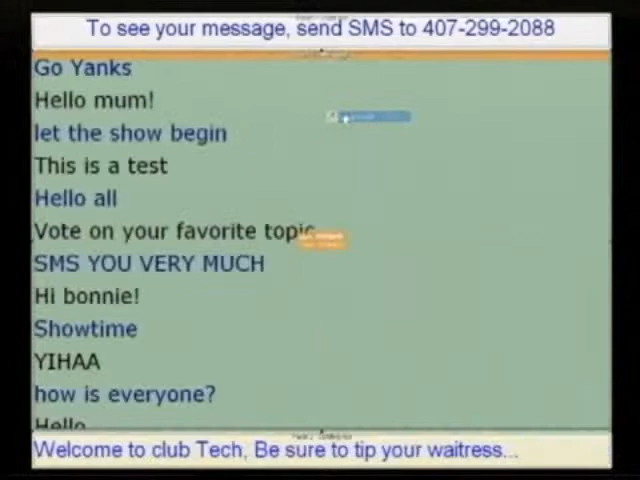 To see your message, send SMS to 407-299-2088
Go Yanks
Hello mum!
let the show begin
This is a test
Hello all
Vote on your favorite topic
SMS YOU VERY MUCH
Hi bonnie!
Showtime
YIHAA
how is everyone?
Hello
Welcome to club Tech, Be sure to tip your waitress...